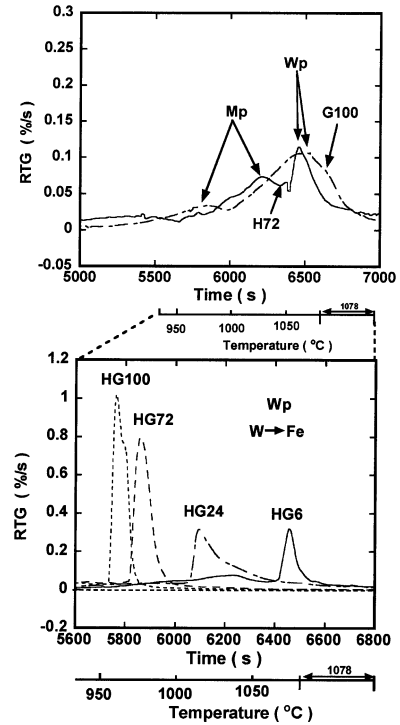 0.3
0.25
0.2
0.15
0.1
0.05
0
-0.05
RTG (%/s)
Mp
Wp
G100
H72
5000 5500 6000 6500 7000
Time ( s )
1078
950 1000 1050
Temperature ( °C )
1.2
1
0.8
0.6
0.4
0.2
0
RTG (%/s)
HG100
HG72
Wp
W→Fe
HG24
HG6
5600 5800 6000 6200 6400 6600 6800
Time ( s )
1078
950 1000 1050
Temperature ( °C )